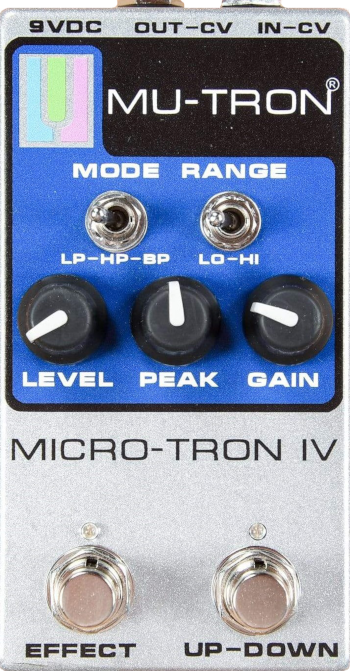 9VDC OUT-CV IN-CV
MU-TRON®
MODE RANGE
LP-HP-BP LO-HI
LEVEL PEAK GAIN
MICRO-TRON IV
EFFECT UP-DOWN